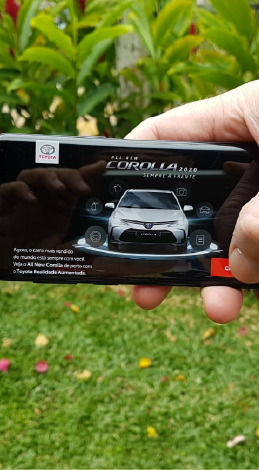 TOYOTA
ALL NEW
COROLLA 2020
SEMPRE À FRENTE
Agora, o carro mais vendido
do mundo está sempre com você.
Veja o All New Corolla de perto com
o Toyota Realidade Aumentada.